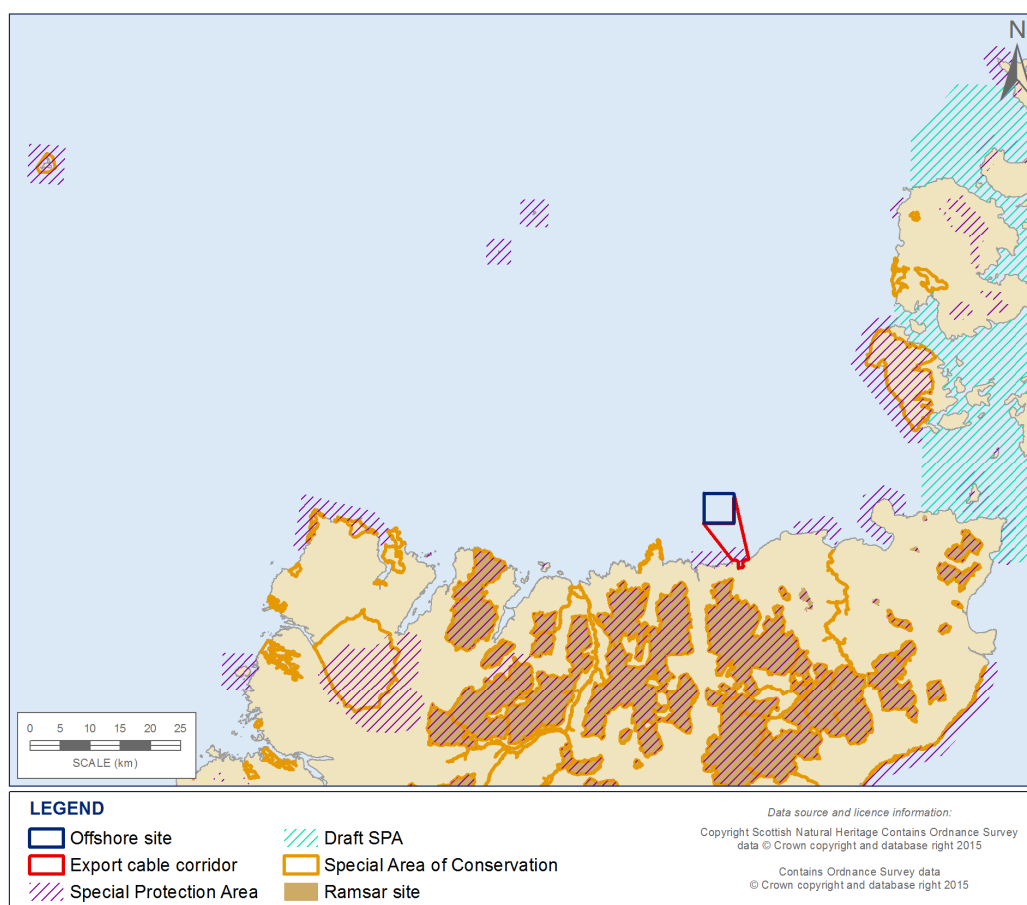 N
0 5 10 15 20 25
SCALE (km)
LEGEND
Offshore site
Export cable corridor
Special Protection Area
Draft SPA
Special Area of Conservation
Ramsar site
Data source and licence information:
Copyright Scottish Natural Heritage Contains Ordnance Survey
data © Crown copyright and database right 2015
Contains Ordnance Survey data
© Crown copyright and database right 2015